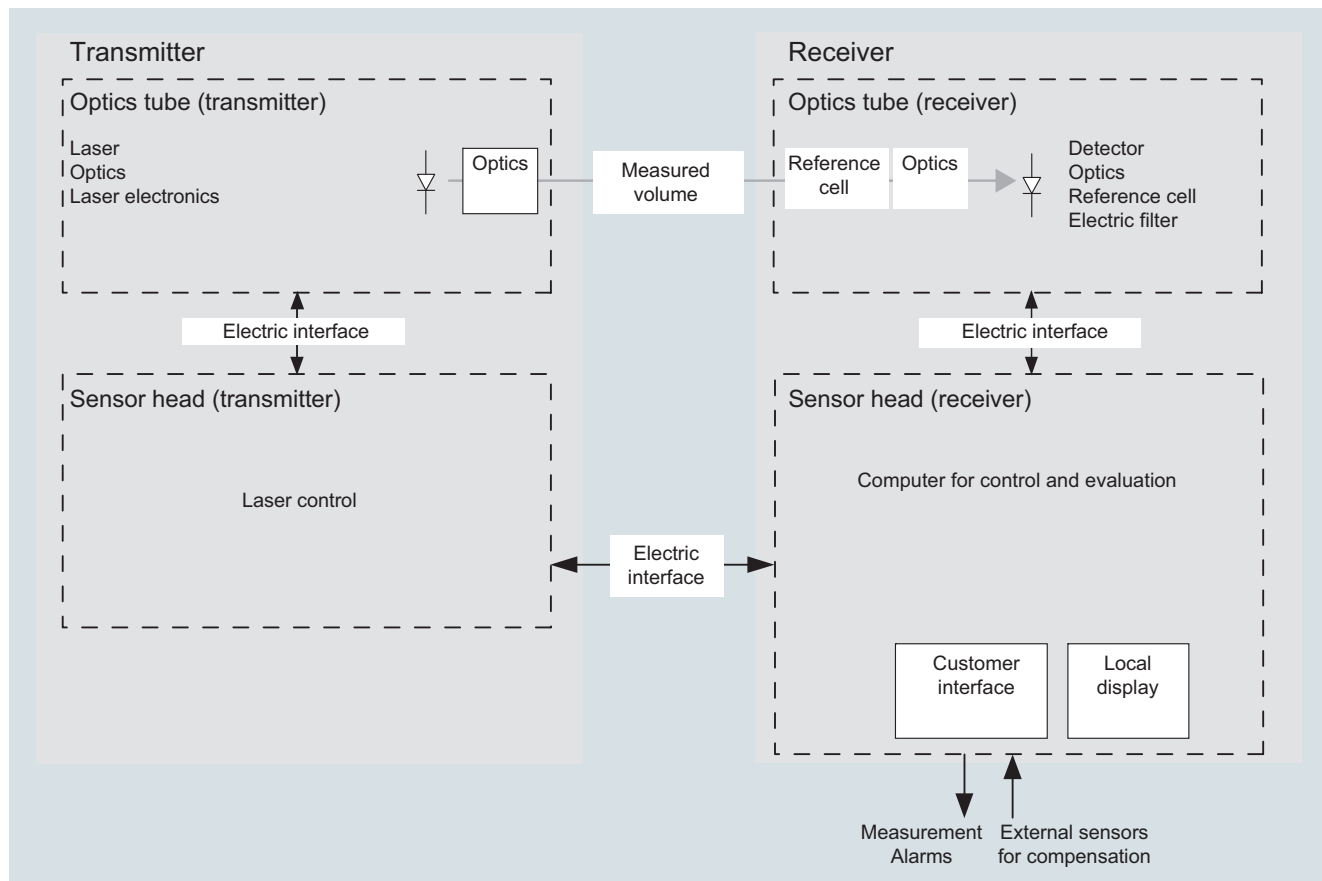 Transmitter
Optics tube (transmitter)
Laser
Optics
Laser electronics
Optics
Measured
volume
Receiver
Optics tube (receiver)
Reference
cell
Optics
Detector
Optics
Reference cell
Electric filter
Electric interface
Electric interface
Sensor head (transmitter)
Laser control
Electric
interface
Sensor head (receiver)
Computer for control and evaluation
Customer
interface
Local
display
Measurement
Alarms
External sensors
for compensation